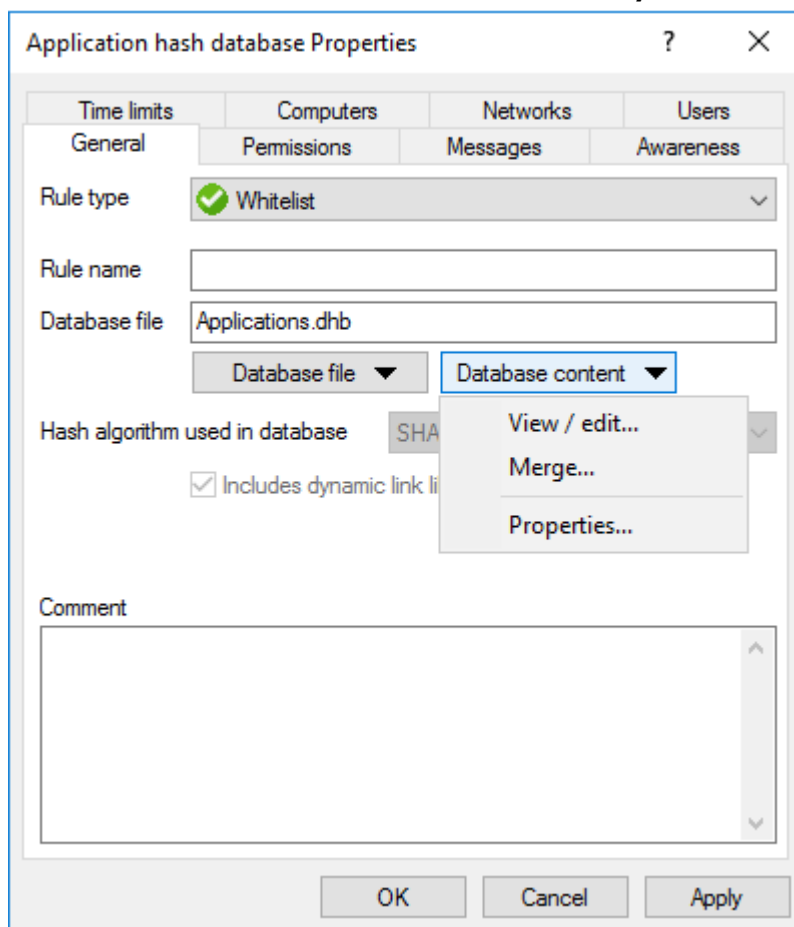 Application hash database Properties ?
Time limits Computers Networks Users
General Permissions Messages Awareness
Rule type Whitelist
Rule name
Database file Applications.dhb
Database file Database content
View / edit...
Hash algorithm used in database SHA
Merge...
Includes dynamic link li
Properties...
Comment
OK Cancel Apply